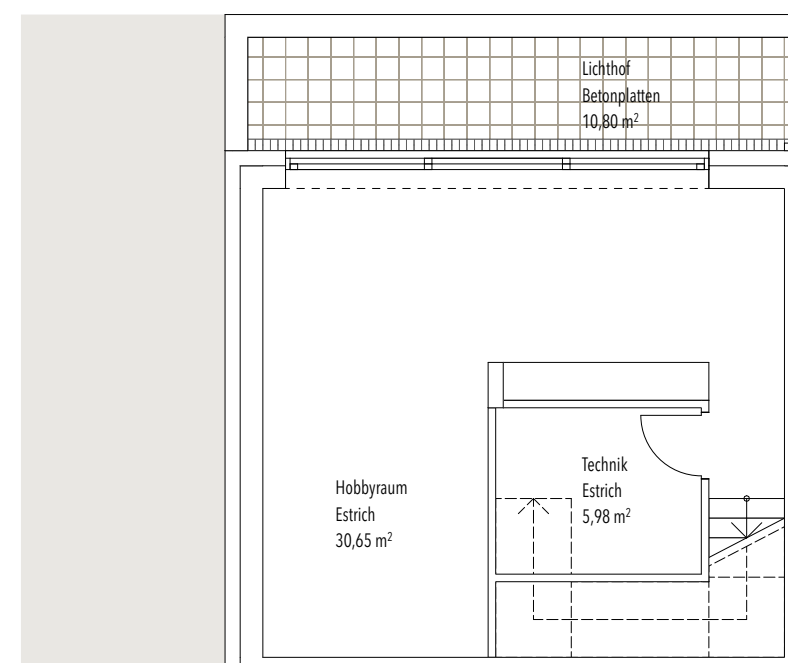 Lichthof
Betonplatten
10,80 m²
Technik
Estrich
5,98 m²
Hobbyraum
Estrich
30,65 m²